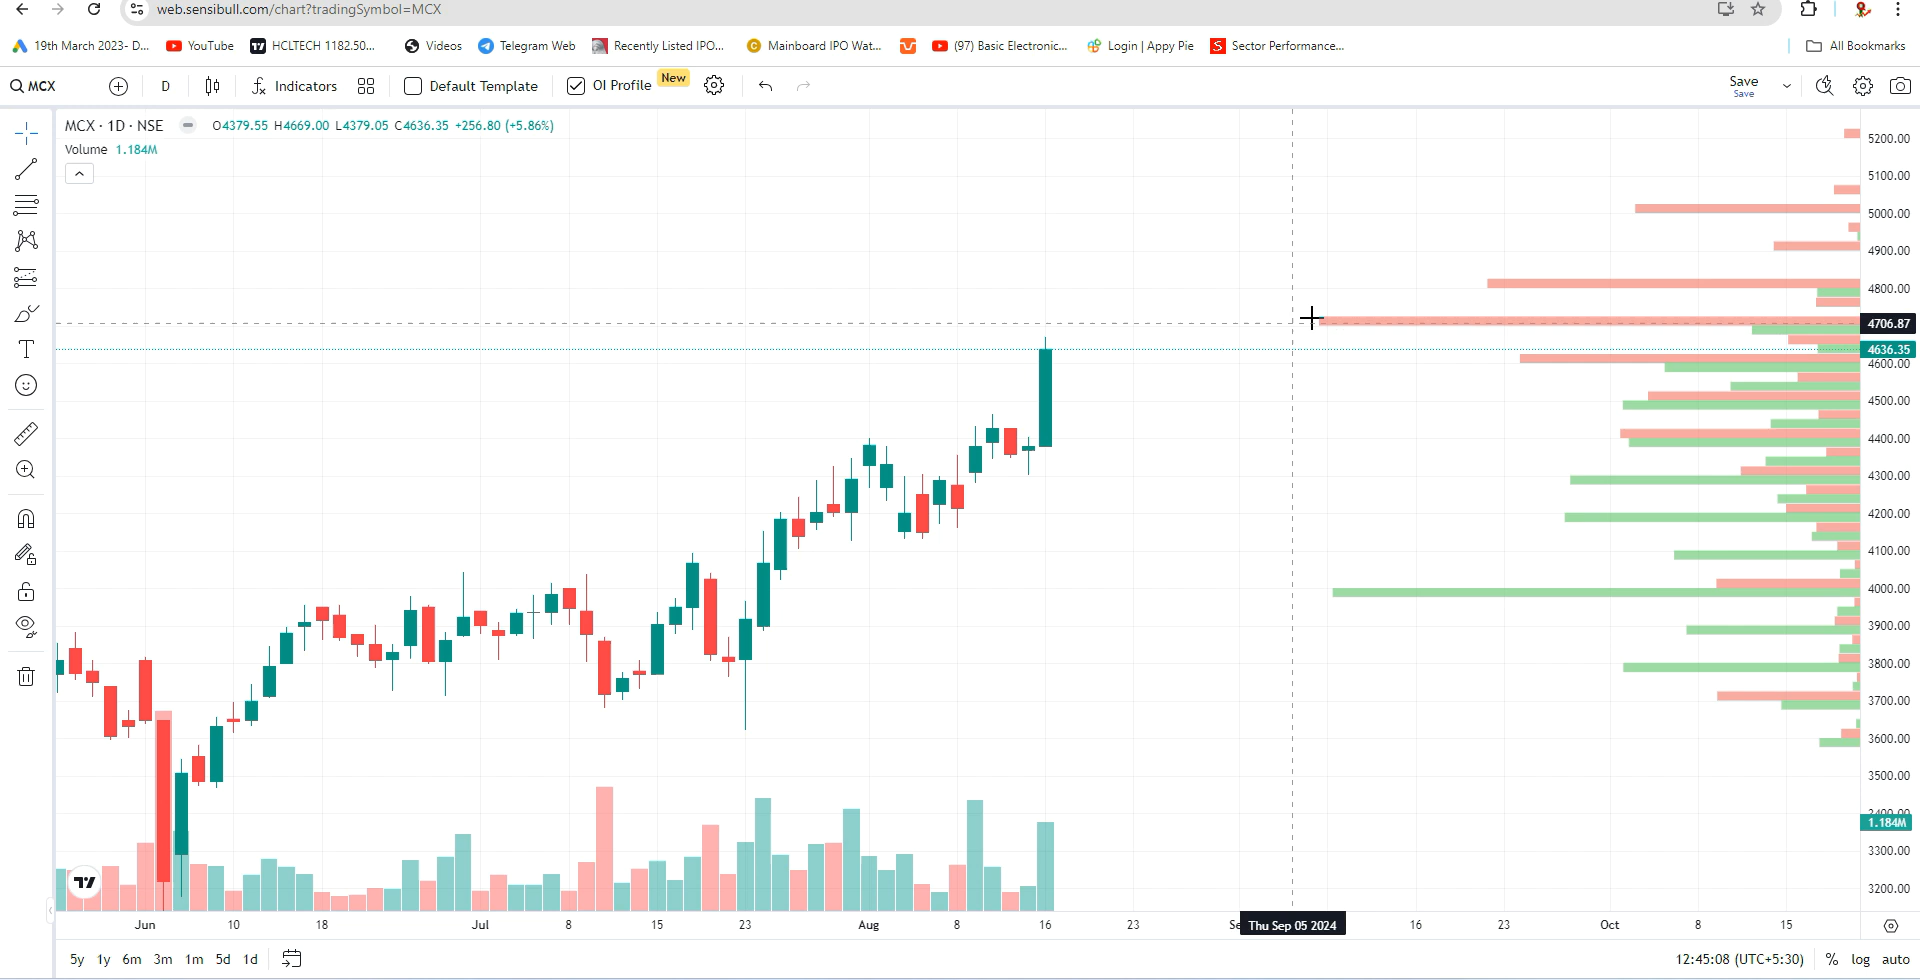 web.sensibull.com/chart?tradingSymbol=MCX
19th March 2023- D... YouTube HCLTECH 1182.50... Videos Telegram Web Recently Listed IPO... Mainboard IPO Wat... (97) Basic Electronic... Login | Appy Pie S Sector Performance... All Bookmarks
MCX D Indicators Default Template OI Profile New Save
Save
MCX · 1D · NSE O4379.55 H4669.00 L4379.05 C4636.35 +256.80 (+5.86%)
Volume 1.184M
5200.00
5100.00
5000.00
4900.00
4800.00
4706.87
4636.35
4600.00
4500.00
4400.00
4300.00
4200.00
4100.00
4000.00
3900.00
3800.00
3700.00
3600.00
3500.00
3400.00
1.184M
3300.00
3200.00
Jun 10 18 Jul 8 15 23 Aug 8 16 23 Se Thu Sep 05 2024 16 23 Oct 8 15
5y 1y 6m 3m 1m 5d 1d 12:45:08 (UTC+5:30) % log auto